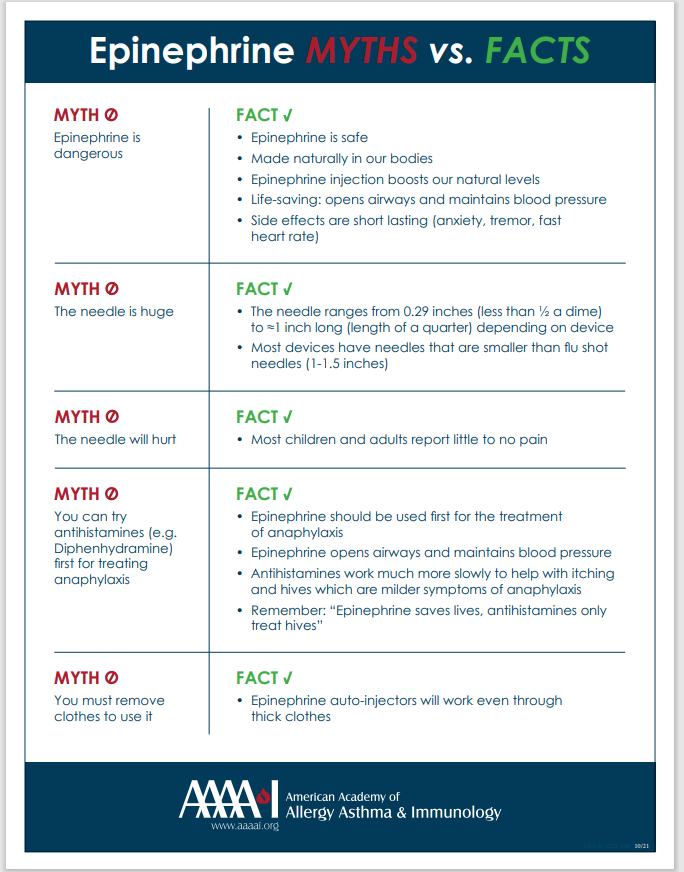 Epinephrine MYTHS vs. FACTS
MYTH
Epinephrine is
dangerous
FACT ✓
• Epinephrine is safe
• Made naturally in our bodies
• Epinephrine injection boosts our natural levels
• Life-saving: opens airways and maintains blood pressure
• Side effects are short lasting (anxiety, tremor, fast
heart rate)
MYTH
The needle is huge
FACT ✓
• The needle ranges from 0.29 inches (less than ½ a dime)
to ≈1 inch long (length of a quarter) depending on device
• Most devices have needles that are smaller than flu shot
needles (1-1.5 inches)
MYTH
The needle will hurt
FACT ✓
• Most children and adults report little to no pain
MYTH
You can try
antihistamines (e.g.
Diphenhydramine)
first for treating
anaphylaxis
FACT ✓
• Epinephrine should be used first for the treatment
of anaphylaxis
• Epinephrine opens airways and maintains blood pressure
• Antihistamines work much more slowly to help with itching
and hives which are milder symptoms of anaphylaxis
• Remember: “Epinephrine saves lives, antihistamines only
treat hives”
MYTH
You must remove
clothes to use it
FACT ✓
• Epinephrine auto-injectors will work even through
thick clothes
AAAAI
www.aaaai.org
American Academy of
Allergy Asthma & Immunology
10/21